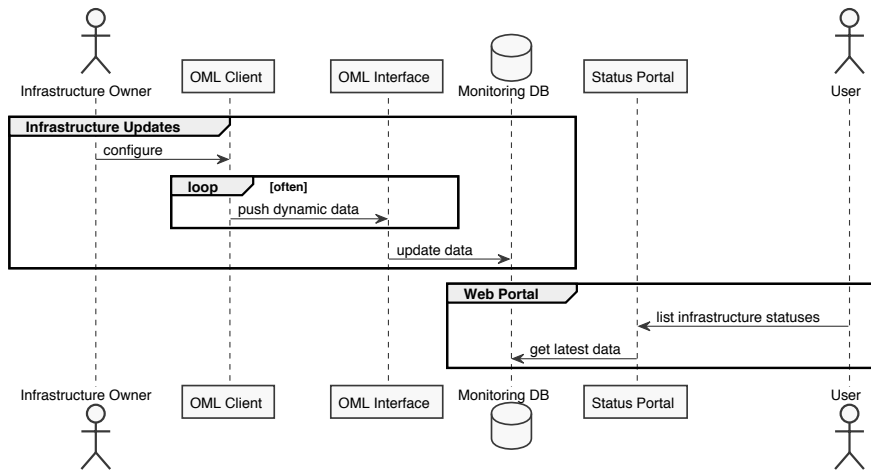 Infrastructure Owner
OML Client
OML Interface
Monitoring DB
Status Portal
User
Infrastructure Updates
configure
loop [often]
push dynamic data
update data
Web Portal
list infrastructure statuses
get latest data
Infrastructure Owner
OML Client
OML Interface
Monitoring DB
Status Portal
User